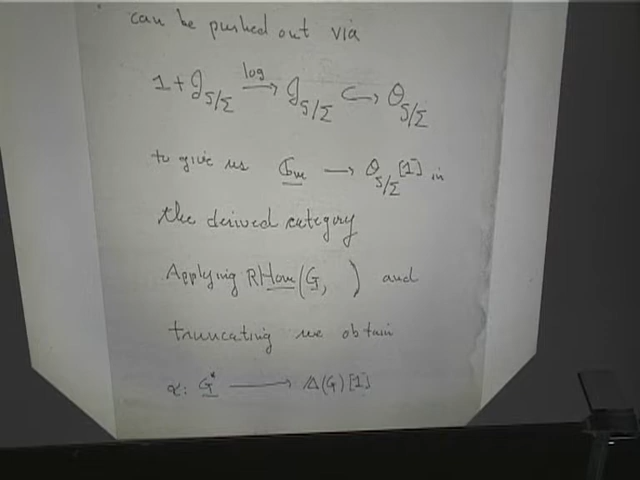 can be pushed out via
1 + 𝒥_{S/Σ} \xrightarrow{log} 𝒥_{S/Σ} ↪ 𝒪_{S/Σ}
to give us G_m → 𝒪_{S/Σ}[1] in
the derived category
Applying RHom(G, ) and
truncating we obtain
α: G* → 𝔻(G)[1]